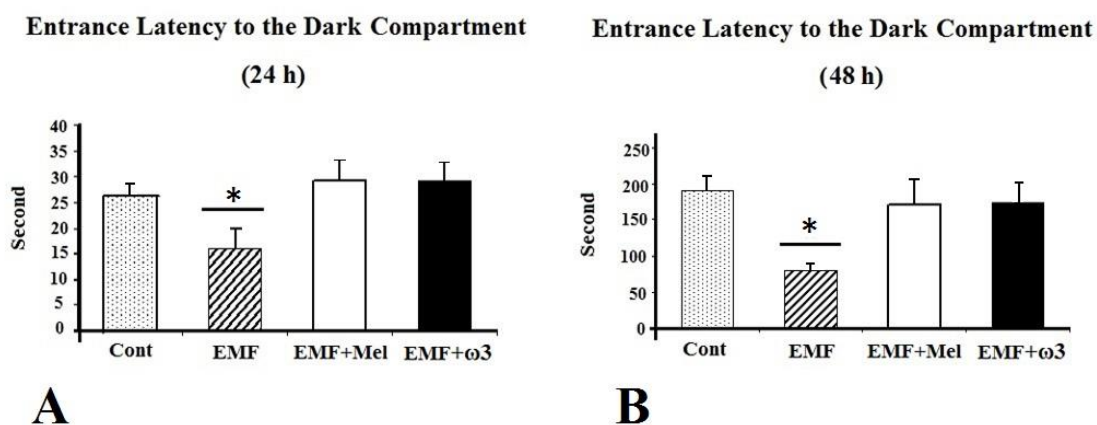 Entrance Latency to the Dark Compartment
(24 h)
Second
40
35
30
25
20
15
10
5
0
*
Cont EMF EMF+Mel EMF+ω3
A
Entrance Latency to the Dark Compartment
(48 h)
Second
250
200
150
100
50
0
*
Cont EMF EMF+Mel EMF+ω3
B